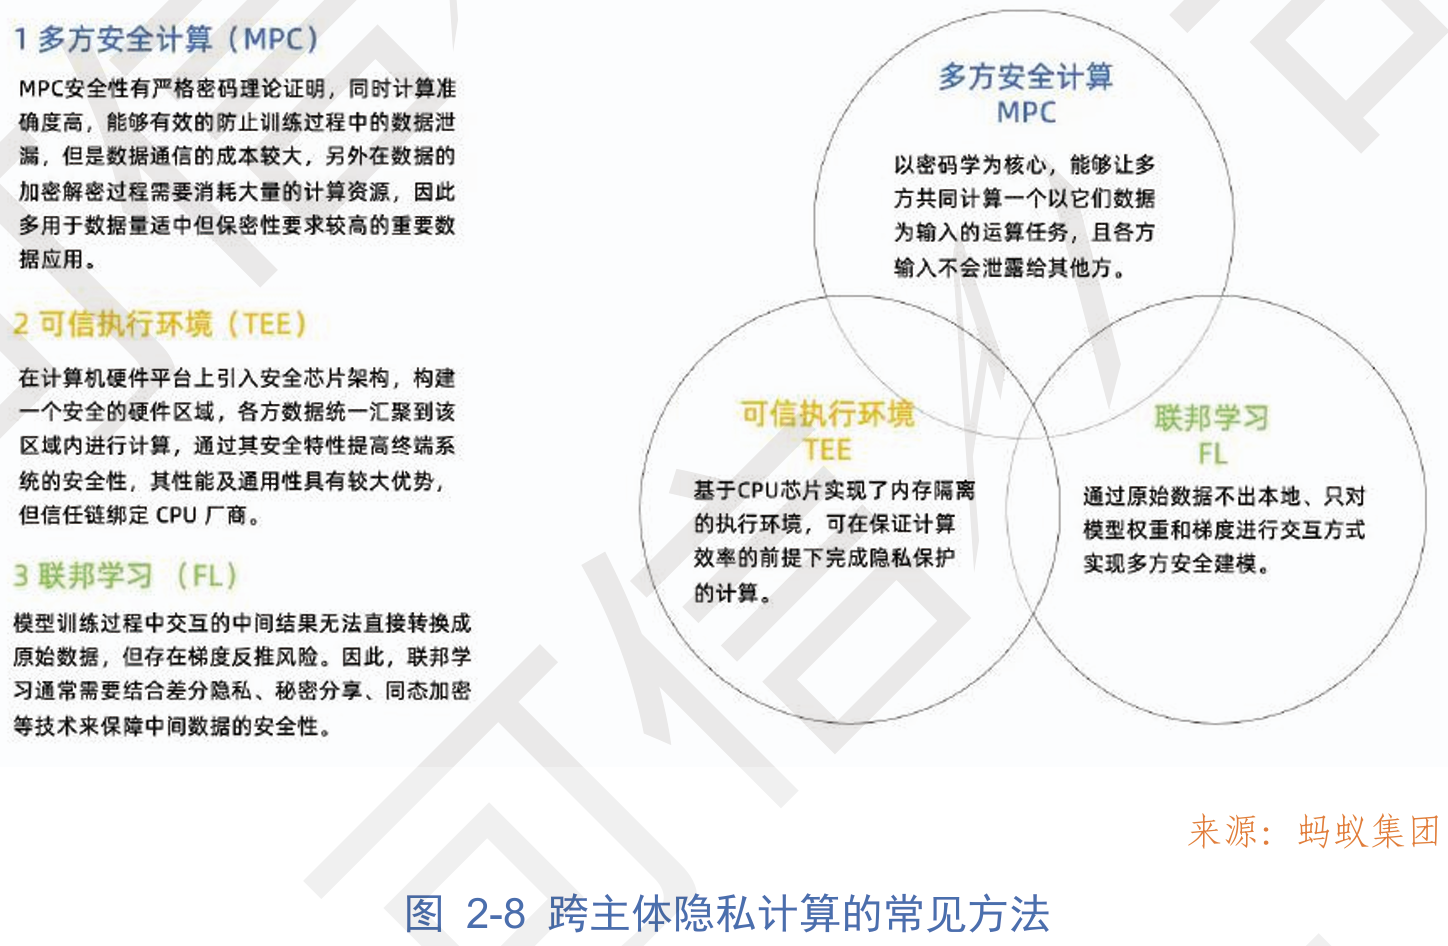 1 多方安全计算（MPC）
MPC安全性有严格密码理论证明，同时计算准
确度高，能够有效的防止训练过程中的数据泄
漏，但是数据通信的成本较大，另外在数据的
加密解密过程需要消耗大量的计算资源，因此
多用于数据量适中但保密性要求较高的重要数
据应用。
2 可信执行环境（TEE）
在计算机硬件平台上引入安全芯片架构，构建
一个安全的硬件区域，各方数据统一汇聚到该
区域内进行计算，通过其安全特性提高终端系
统的安全性，其性能及通用性具有较大优势，
但信任链绑定 CPU 厂商。
3 联邦学习 （FL）
模型训练过程中交互的中间结果无法直接转换成
原始数据，但存在梯度反推风险。因此，联邦学
习通常需要结合差分隐私、秘密分享、同态加密
等技术来保障中间数据的安全性。
多方安全计算
MPC
以密码学为核心，能够让多
方共同计算一个以它们数据
为输入的运算任务，且各方
输入不会泄露给其他方。
可信执行环境
TEE
基于CPU芯片实现了内存隔离
的执行环境，可在保证计算
效率的前提下完成隐私保护
的计算。
联邦学习
FL
通过原始数据不出本地、只对
模型权重和梯度进行交互方式
实现多方安全建模。
来源：蚂蚁集团
图 2-8 跨主体隐私计算的常见方法